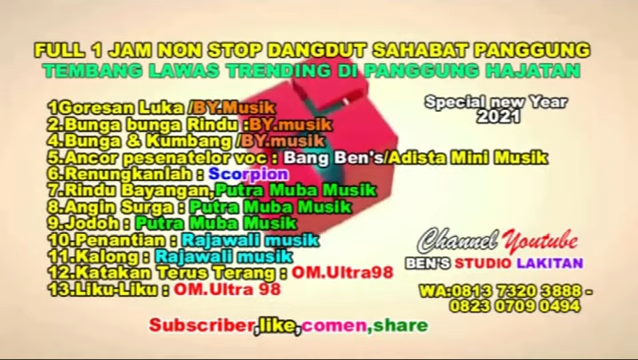 FULL 1 JAM NON STOP DANGDUT SAHABAT PANGGUNG
TEMBANG LAWAS TRENDING DI PANGGUNG HAJATAN
Special new Year
2021
1Goresan Luka /BY.Musik
2.Bunga bunga Rindu :BY.musik
4.Bunga & Kumbang /BY.musik
5.Ancor pesenatelor voc : Bang Ben's/Adista Mini Musik
6.Renungkanlah : Scorpion
7.Rindu Bayangan,Putra Muba Musik
8.Angin Surga : Putra Muba Musik
9.Jodoh : Putra Muba Musik
10.Penantian : Rajawali musik
11.Kalong : Rajawali musik
12.Katakan Terus Terang : OM.Ultra98
13.Liku-Liku : OM.Ultra 98
Channel Youtube
BEN'S STUDIO LAKITAN
WA:0813 7320 3888 -
0823 0709 0494
Subscriber,like,comen,share